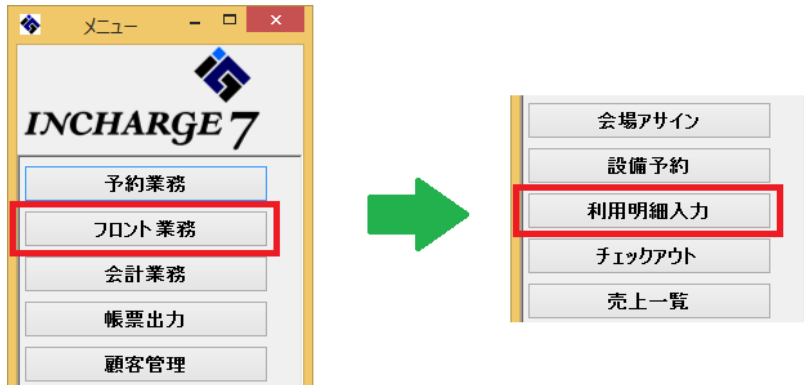 メニュー
INCHARGE 7
予約業務
フロント業務
会計業務
帳票出力
顧客管理
会場アサイン
設備予約
利用明細入力
チェックアウト
売上一覧